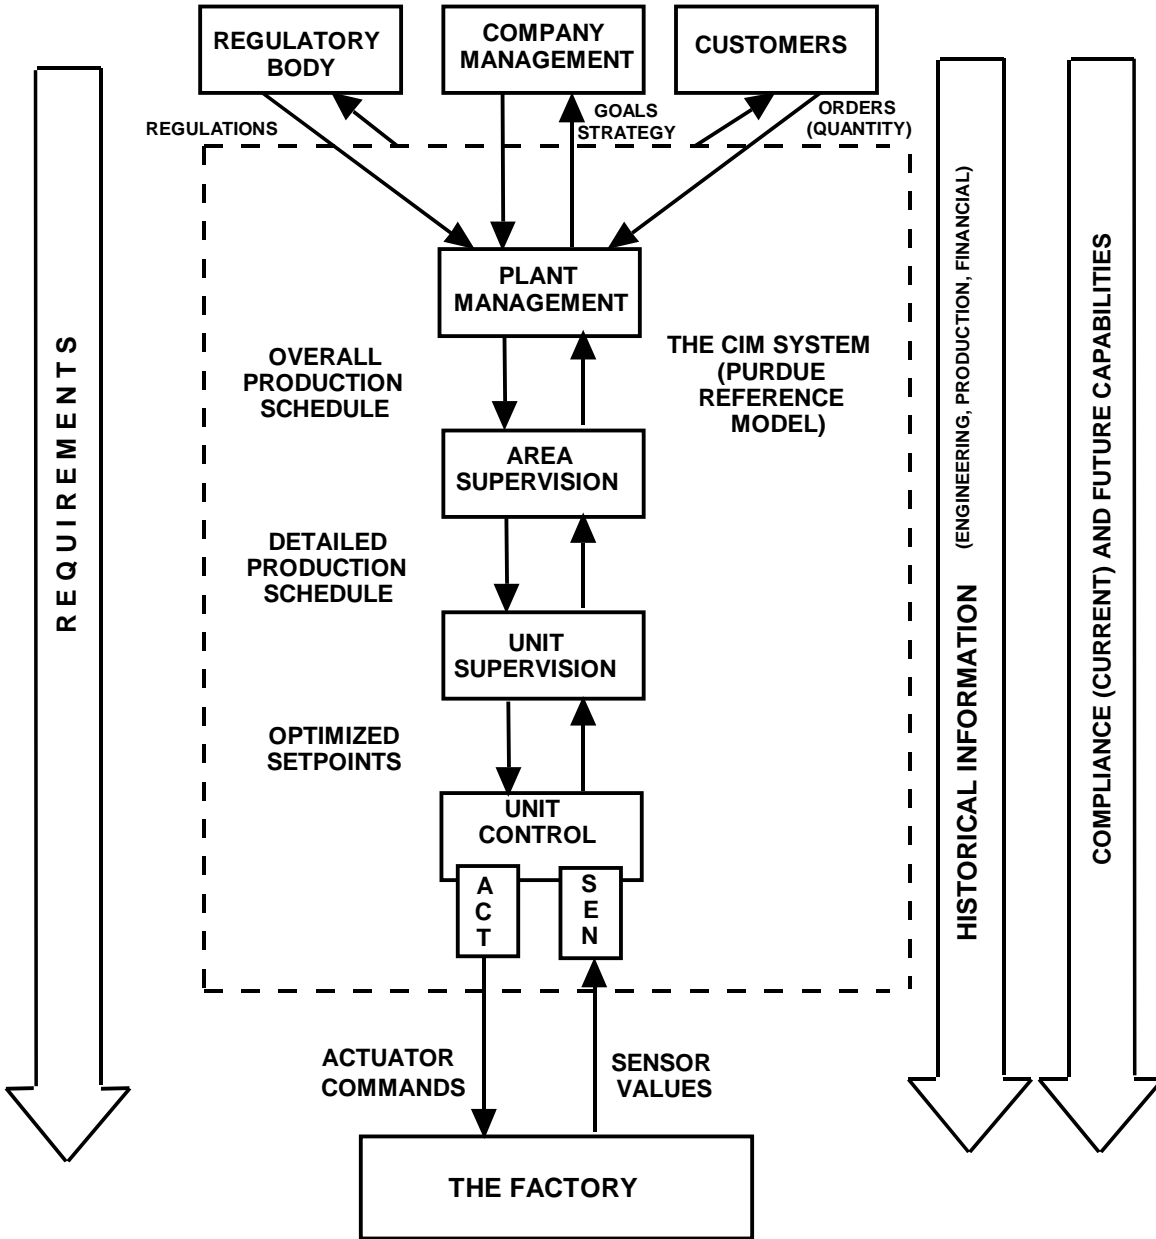 REGULATORY
BODY
COMPANY
MANAGEMENT
CUSTOMERS
REGULATIONS
GOALS
STRATEGY
ORDERS
(QUANTITY)
PLANT
MANAGEMENT
OVERALL
PRODUCTION
SCHEDULE
THE CIM SYSTEM
(PURDUE
REFERENCE
MODEL)
AREA
SUPERVISION
DETAILED
PRODUCTION
SCHEDULE
UNIT
SUPERVISION
OPTIMIZED
SETPOINTS
UNIT
CONTROL
ACT
SEN
ACTUATOR
COMMANDS
SENSOR
VALUES
THE FACTORY
REQUIREMENTS
HISTORICAL INFORMATION (ENGINEERING, PRODUCTION, FINANCIAL)
COMPLIANCE (CURRENT) AND FUTURE CAPABILITIES